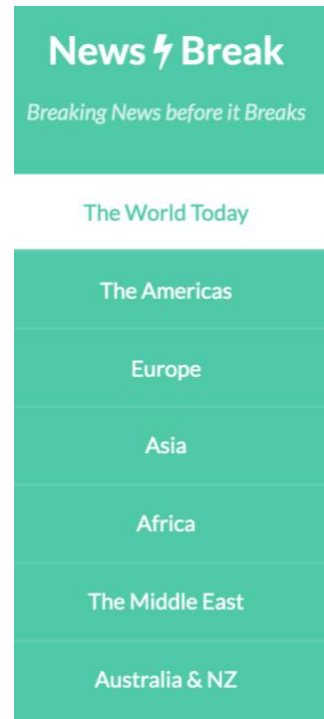 News Break
Breaking News before it Breaks
The World Today
The Americas
Europe
Asia
Africa
The Middle East
Australia & NZ